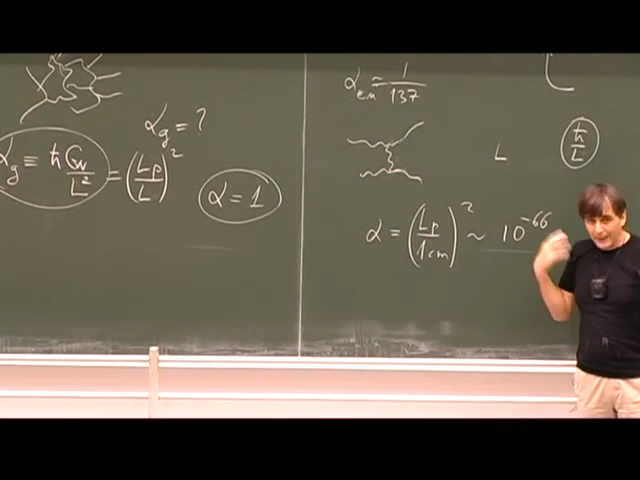 α_g = ?
α_g ≡ ħ G_N / L² = (L_P / L)²
α = 1
α_em ≈ 1/137
L
ħ/L
α = (L_P / 1cm)² ~ 10^-66